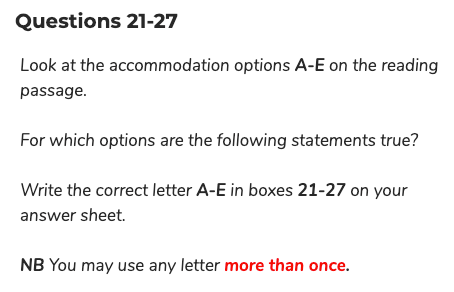 Questions 21-27
Look at the accommodation options A-E on the reading
passage.
For which options are the following statements true?
Write the correct letter A-E in boxes 21-27 on your
answer sheet.
NB You may use any letter more than once.